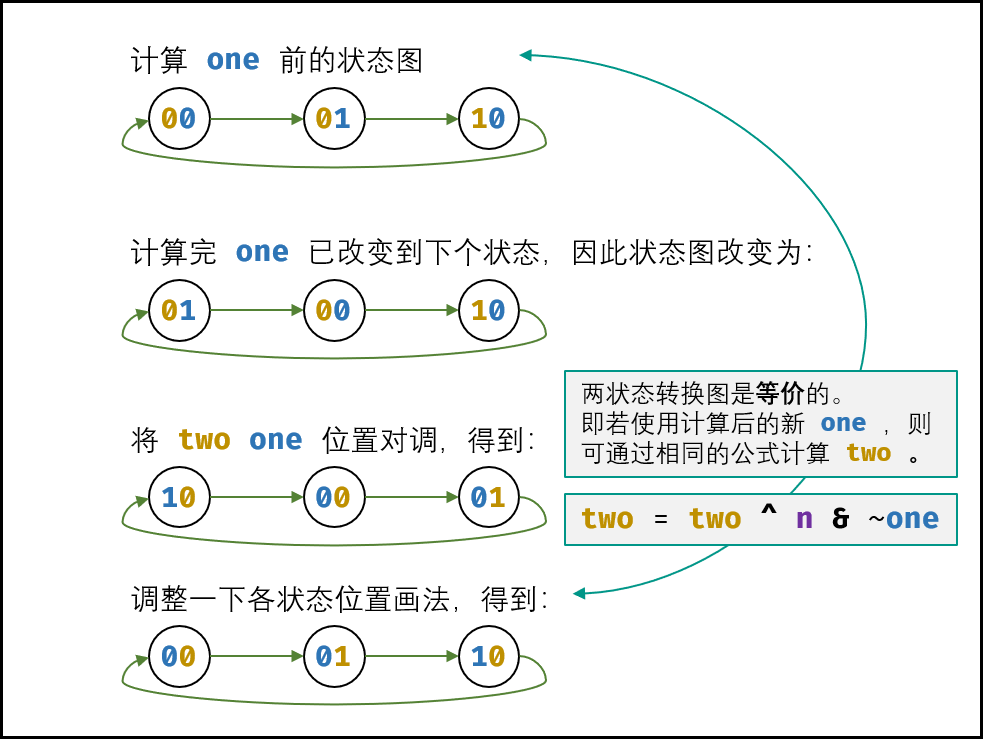 计算 one 前的状态图
00 01 10
计算完 one 已改变到下个状态，因此状态图改变为：
01 00 10
两状态转换图是等价的。
即若使用计算后的新 one ，则
可通过相同的公式计算 two 。
将 two one 位置对调，得到：
10 00 01
two = two ^ n & ~one
调整一下各状态位置画法，得到：
00 01 10